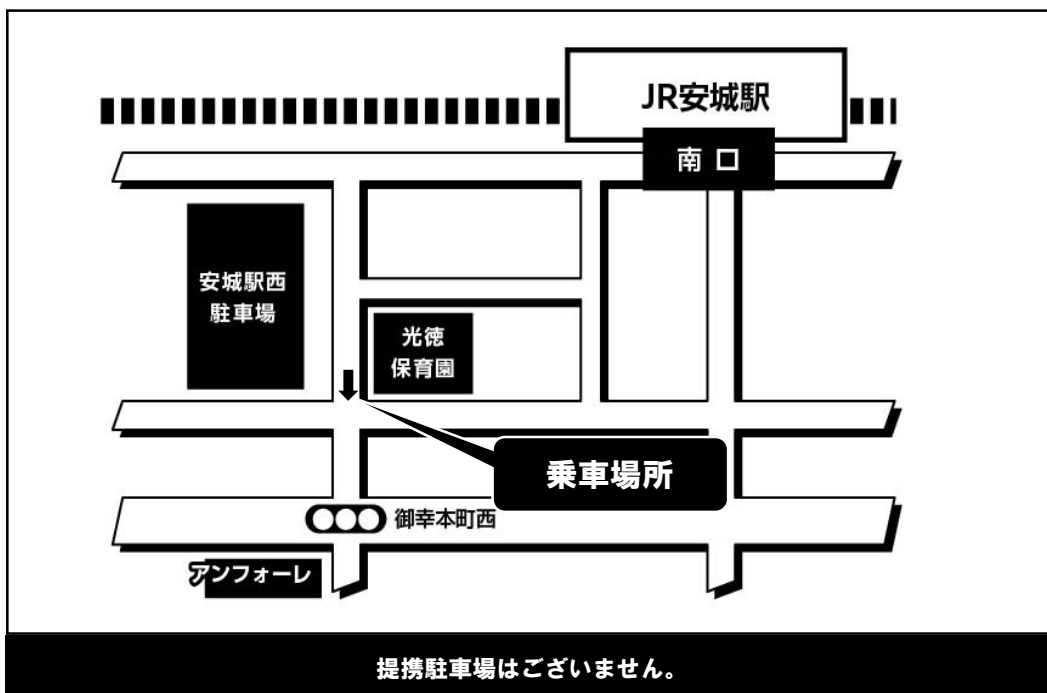 JR安城駅
南口
安城駅西
駐車場
光徳
保育園
乗車場所
御幸本町西
アンフォーレ
提携駐車場はございません。